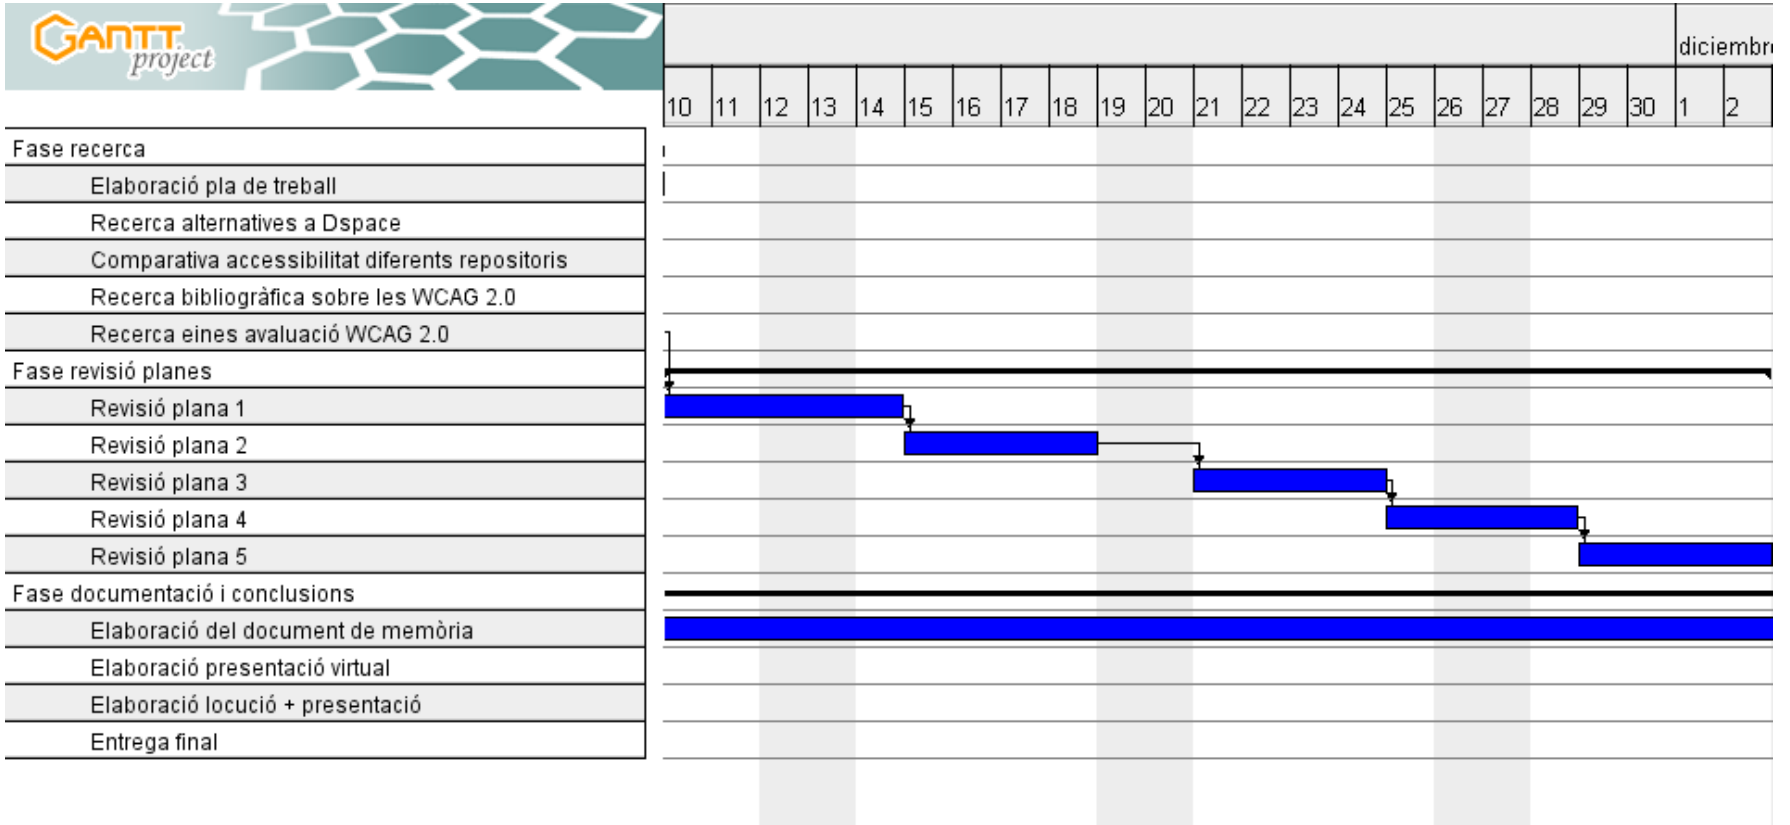 GANTT
project
diciembre
10 11 12 13 14 15 16 17 18 19 20 21 22 23 24 25 26 27 28 29 30 1 2
Fase recerca
Elaboració pla de treball
Recerca alternatives a Dspace
Comparativa accessibilitat diferents repositoris
Recerca bibliogràfica sobre les WCAG 2.0
Recerca eines avaluació WCAG 2.0
Fase revisió planes
Revisió plana 1
Revisió plana 2
Revisió plana 3
Revisió plana 4
Revisió plana 5
Fase documentació i conclusions
Elaboració del document de memòria
Elaboració presentació virtual
Elaboració locució + presentació
Entrega final